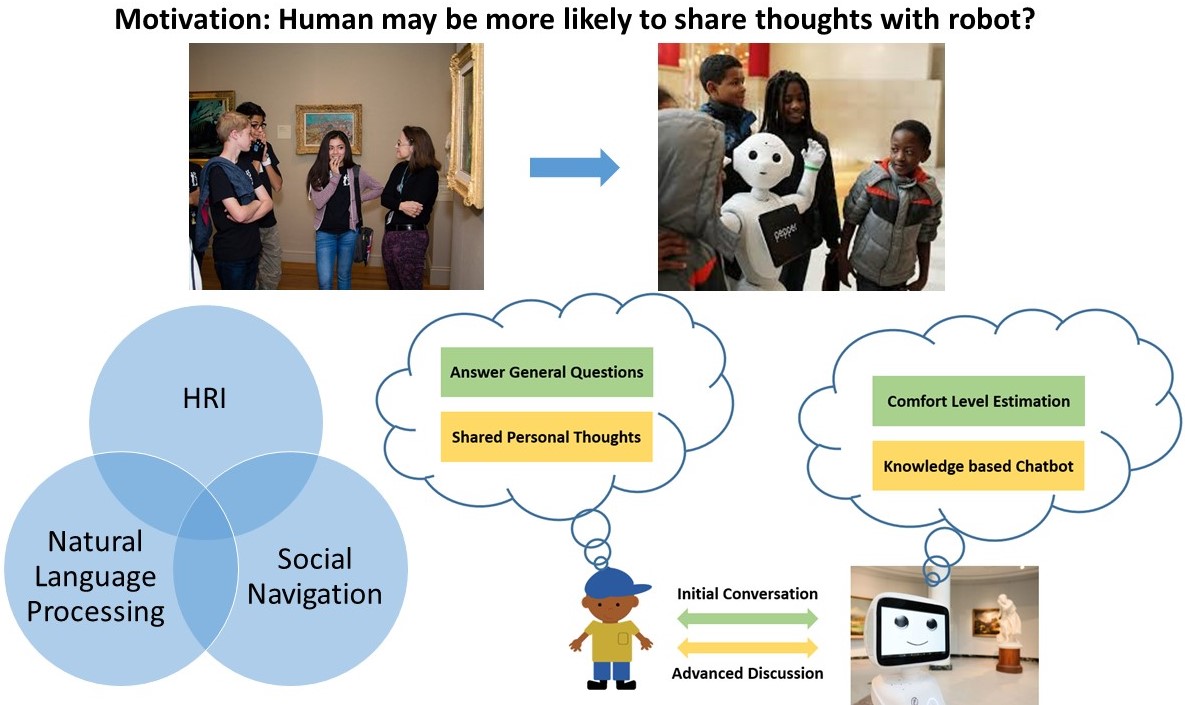 Motivation: Human may be more likely to share thoughts with robot?
pepper
HRI
Natural
Language
Processing
Social
Navigation
Answer General Questions
Shared Personal Thoughts
Comfort Level Estimation
Knowledge based Chatbot
Initial Conversation
Advanced Discussion